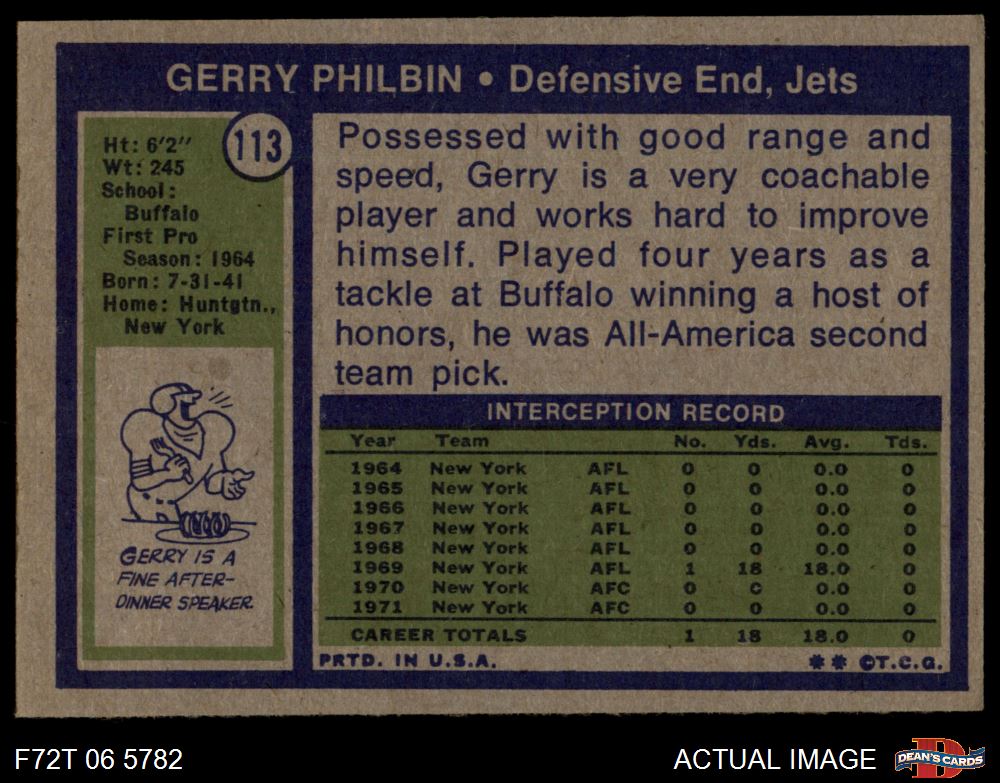 GERRY PHILBIN • Defensive End, Jets
113
Ht: 6'2"
Wt: 245
School:
Buffalo
First Pro
Season: 1964
Born: 7-31-41
Home: Huntgtn.,
New York
GERRY IS A
FINE AFTER-
DINNER SPEAKER.
Possessed with good range and
speed, Gerry is a very coachable
player and works hard to improve
himself. Played four years as a
tackle at Buffalo winning a host of
honors, he was All-America second
team pick.
INTERCEPTION RECORD
Year Team No. Yds. Avg. Tds.
1964 New York AFL 0 0 0.0 0
1965 New York AFL 0 0 0.0 0
1966 New York AFL 0 0 0.0 0
1967 New York AFL 0 0 0.0 0
1968 New York AFL 0 0 0.0 0
1969 New York AFL 1 18 18.0 0
1970 New York AFC 0 0 0.0 0
1971 New York AFC 0 0 0.0 0
CAREER TOTALS 1 18 18.0 0
PRTD. IN U.S.A. ** ©T.C.G.
F72T 06 5782 ACTUAL IMAGE
D
DEAN'S CARDS